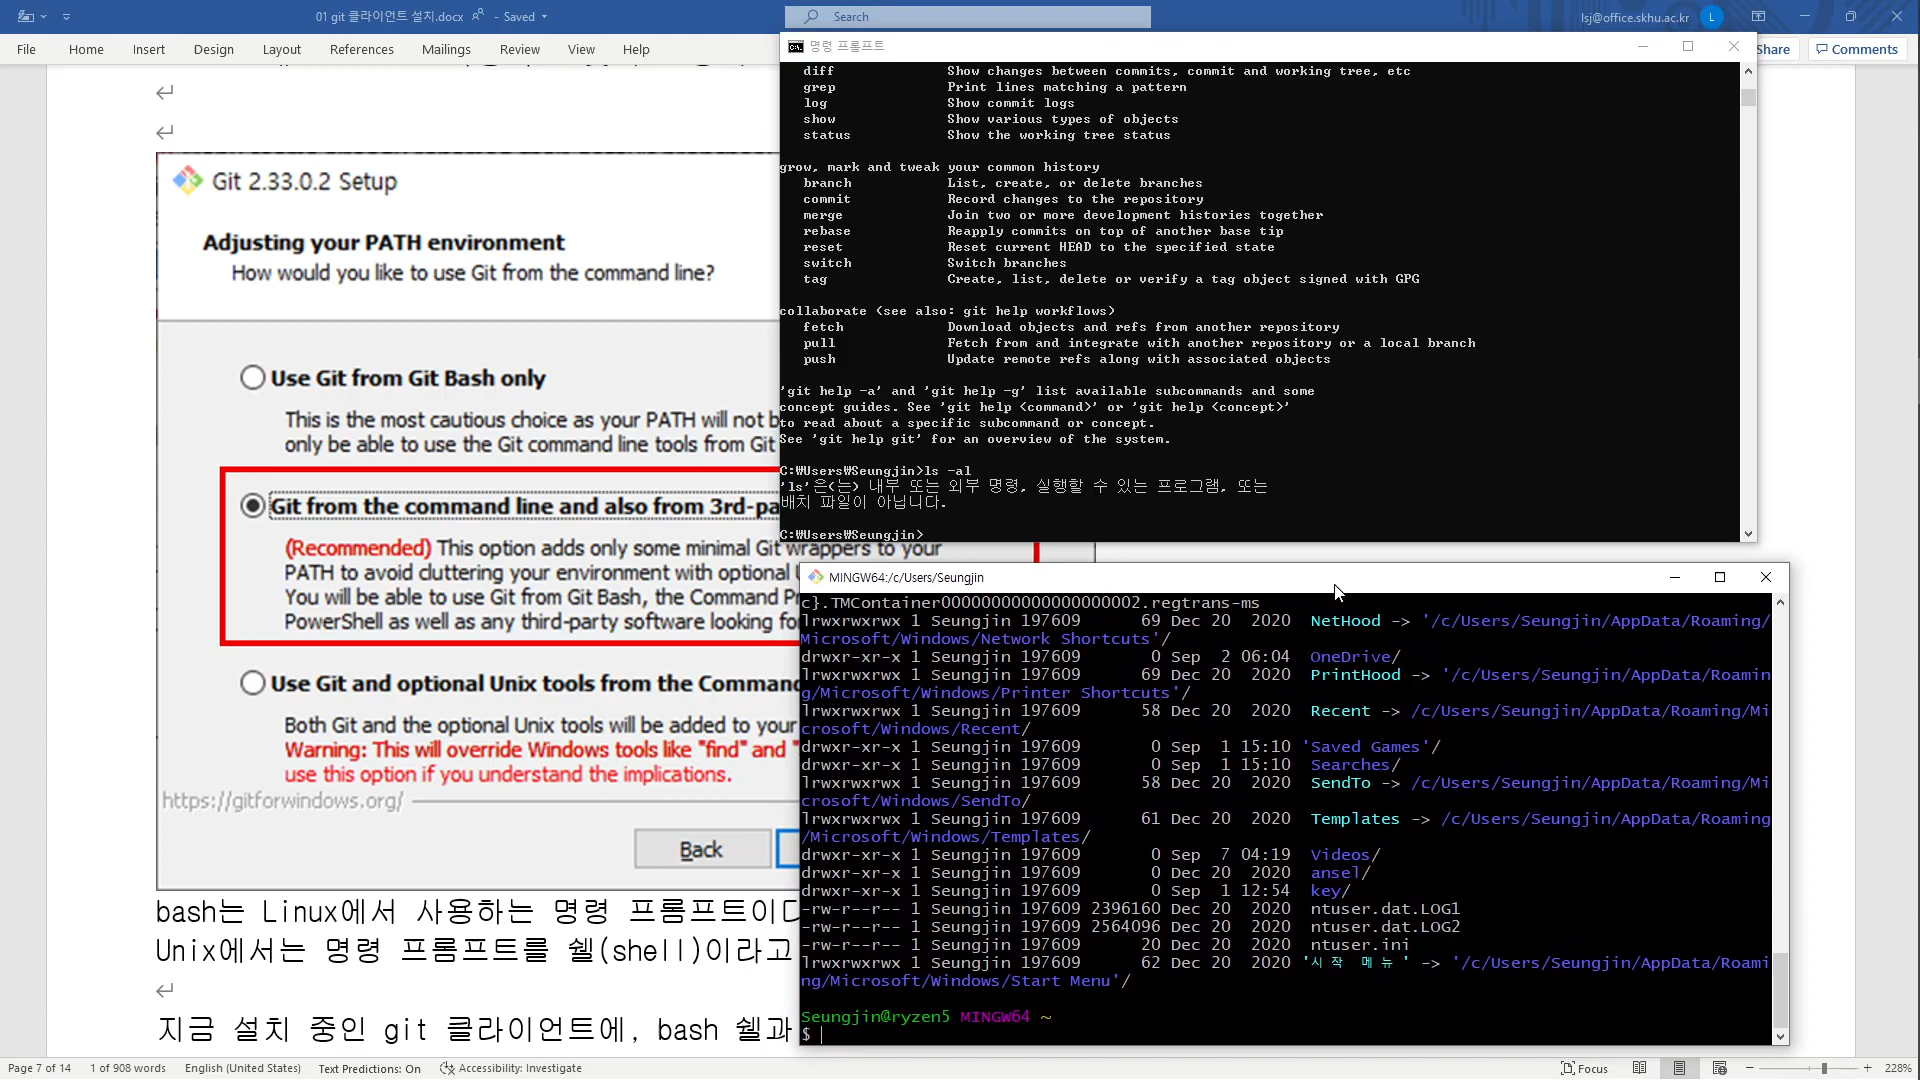 01 git 클라이언트 설치.docx - Saved
Search
lsj@office.skhu.ac.kr
L
File Home Insert Design Layout References Mailings Review View Help
Share
Comments
Git 2.33.0.2 Setup
Adjusting your PATH environment
How would you like to use Git from the command line?
Use Git from Git Bash only
This is the most cautious choice as your PATH will not b
only be able to use the Git command line tools from Git
Git from the command line and also from 3rd-pa
(Recommended) This option adds only some minimal Git wrappers to your
PATH to avoid cluttering your environment with optional U
You will be able to use Git from Git Bash, the Command Pr
PowerShell as well as any third-party software looking fo
Use Git and optional Unix tools from the Comman
Both Git and the optional Unix tools will be added to your
Warning: This will override Windows tools like "find" and "
use this option if you understand the implications.
https://gitforwindows.org/
Back
bash는 Linux에서 사용하는 명령 프롬프트이다
Unix에서는 명령 프롬프트를 쉘(shell)이라고
지금 설치 중인 git 클라이언트에, bash 쉘과
명령 프롬프트
diff Show changes between commits, commit and working tree, etc
grep Print lines matching a pattern
log Show commit logs
show Show various types of objects
status Show the working tree status
grow, mark and tweak your common history
branch List, create, or delete branches
commit Record changes to the repository
merge Join two or more development histories together
rebase Reapply commits on top of another base tip
reset Reset current HEAD to the specified state
switch Switch branches
tag Create, list, delete or verify a tag object signed with GPG
collaborate (see also: git help workflows)
fetch Download objects and refs from another repository
pull Fetch from and integrate with another repository or a local branch
push Update remote refs along with associated objects
'git help -a' and 'git help -g' list available subcommands and some
concept guides. See 'git help <command>' or 'git help <concept>'
to read about a specific subcommand or concept.
See 'git help git' for an overview of the system.
C:₩Users₩Seungjin>ls -al
'ls'은(는) 내부 또는 외부 명령, 실행할 수 있는 프로그램, 또는
배치 파일이 아닙니다.
C:₩Users₩Seungjin>
MINGW64:/c/Users/Seungjin
c}.TMContainer00000000000000000002.regtrans-ms
lrwxrwxrwx 1 Seungjin 197609 69 Dec 20 2020 NetHood -> '/c/Users/Seungjin/AppData/Roaming/
Microsoft/Windows/Network Shortcuts'/
drwxr-xr-x 1 Seungjin 197609 0 Sep 2 06:04 OneDrive/
lrwxrwxrwx 1 Seungjin 197609 69 Dec 20 2020 PrintHood -> '/c/Users/Seungjin/AppData/Roamin
g/Microsoft/Windows/Printer Shortcuts'/
lrwxrwxrwx 1 Seungjin 197609 58 Dec 20 2020 Recent -> /c/Users/Seungjin/AppData/Roaming/Mi
crosoft/Windows/Recent/
drwxr-xr-x 1 Seungjin 197609 0 Sep 1 15:10 'Saved Games'/
drwxr-xr-x 1 Seungjin 197609 0 Sep 1 15:10 Searches/
lrwxrwxrwx 1 Seungjin 197609 58 Dec 20 2020 SendTo -> /c/Users/Seungjin/AppData/Roaming/Mi
crosoft/Windows/SendTo/
lrwxrwxrwx 1 Seungjin 197609 61 Dec 20 2020 Templates -> /c/Users/Seungjin/AppData/Roaming
/Microsoft/Windows/Templates/
drwxr-xr-x 1 Seungjin 197609 0 Sep 7 04:19 Videos/
drwxr-xr-x 1 Seungjin 197609 0 Dec 20 2020 ansel/
drwxr-xr-x 1 Seungjin 197609 0 Sep 1 12:54 key/
-rw-r--r-- 1 Seungjin 197609 2396160 Dec 20 2020 ntuser.dat.LOG1
-rw-r--r-- 1 Seungjin 197609 2564096 Dec 20 2020 ntuser.dat.LOG2
-rw-r--r-- 1 Seungjin 197609 20 Dec 20 2020 ntuser.ini
lrwxrwxrwx 1 Seungjin 197609 62 Dec 20 2020 '시작 메뉴' -> '/c/Users/Seungjin/AppData/Roami
ng/Microsoft/Windows/Start Menu'/
Seungjin@ryzen5 MINGW64 ~
$
Page 7 of 14 1 of 908 words English (United States) Text Predictions: On Accessibility: Investigate Focus 228%